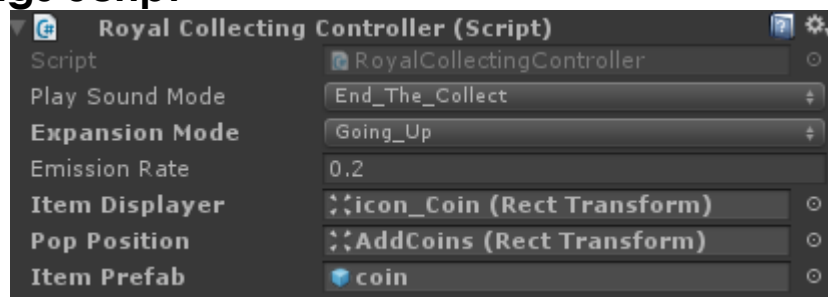 Royal Collecting Controller (Script)
Script RoyalCollectingController
Play Sound Mode End_The_Collect
Expansion Mode Going_Up
Emission Rate 0.2
Item Displayer icon_Coin (Rect Transform)
Pop Position AddCoins (Rect Transform)
Item Prefab coin